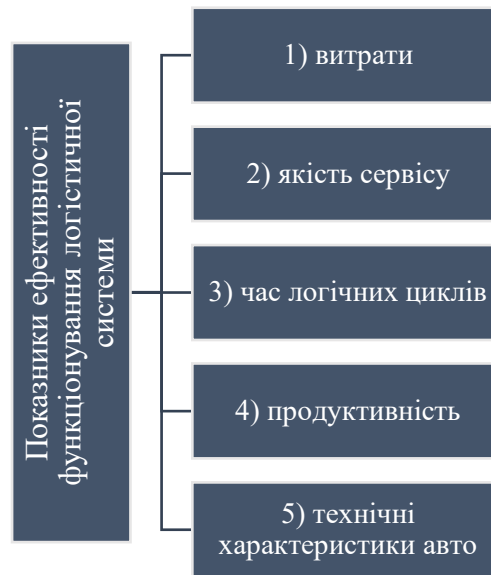 Показники ефективності
функціонування логістичної
системи
1) витрати
2) якість сервісу
3) час логічних циклів
4) продуктивність
5) технічні
характеристики авто